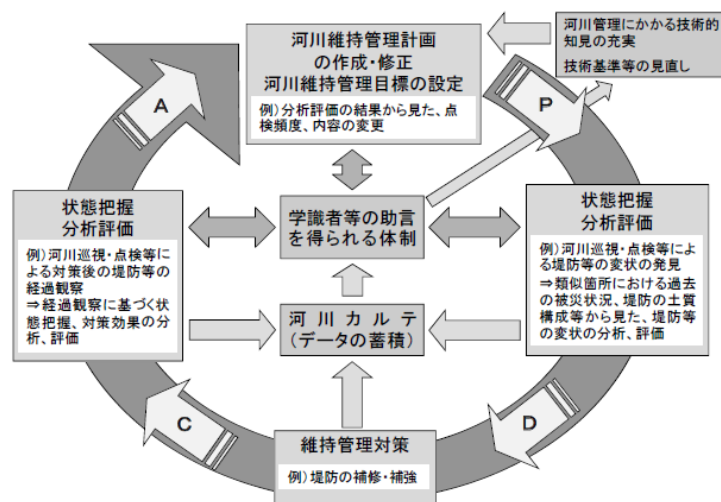 河川維持管理計画
の作成・修正
河川維持管理目標の設定
例）分析評価の結果から見た、点
検頻度、内容の変更
河川管理にかかる技術的
知見の充実
技術基準等の見直し
A
P
状態把握
分析評価
例）河川巡視・点検等に
よる対策後の堤防等の
経過観察
⇒経過観察に基づく状
態把握、対策効果の分
析、評価
学識者等の助言
を得られる体制
状態把握
分析評価
例）河川巡視・点検等によ
る堤防等の変状の発見
⇒類似箇所における過去の
被災状況、堤防の土質
構成等から見た、堤防等
の変状の分析、評価
河川カルテ
（データの蓄積）
C
D
維持管理対策
例）堤防の補修・補強